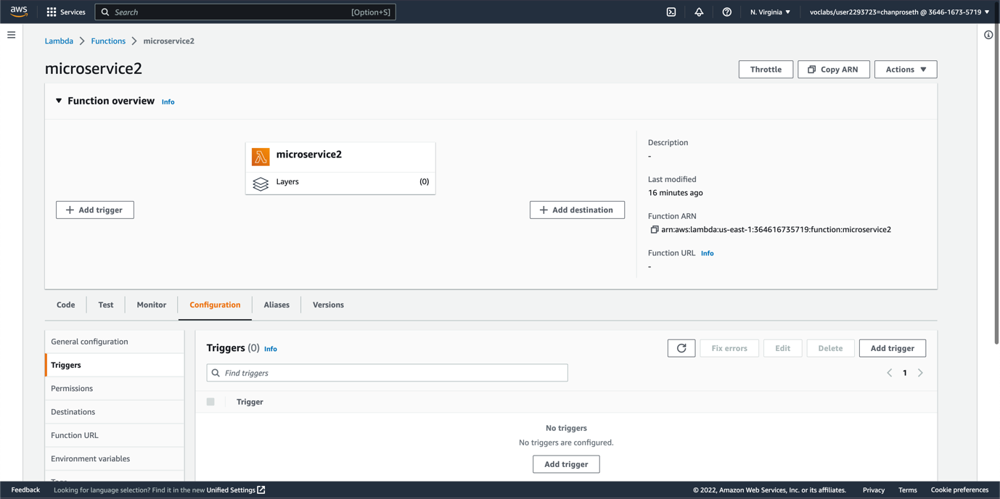 aws
Services
Search
[Option+S]
N. Virginia
voclabs/user2293723=chanproseth @ 3646-1673-5719
Lambda
Functions
microservice2
microservice2
Throttle
Copy ARN
Actions
Function overview
Info
microservice2
Layers
(0)
Add trigger
Add destination
Description
-
Last modified
16 minutes ago
Function ARN
arn:aws:lambda:us-east-1:364616735719:function:microservice2
Function URL Info
-
Code
Test
Monitor
Configuration
Aliases
Versions
General configuration
Triggers
Permissions
Destinations
Function URL
Environment variables
Tags
Triggers (0) Info
Fix errors
Edit
Delete
Add trigger
Find triggers
1
Trigger
No triggers
No triggers are configured.
Add trigger
Feedback
Looking for language selection? Find it in the new Unified Settings
© 2022, Amazon Web Services, Inc. or its affiliates.
Privacy
Terms
Cookie preferences